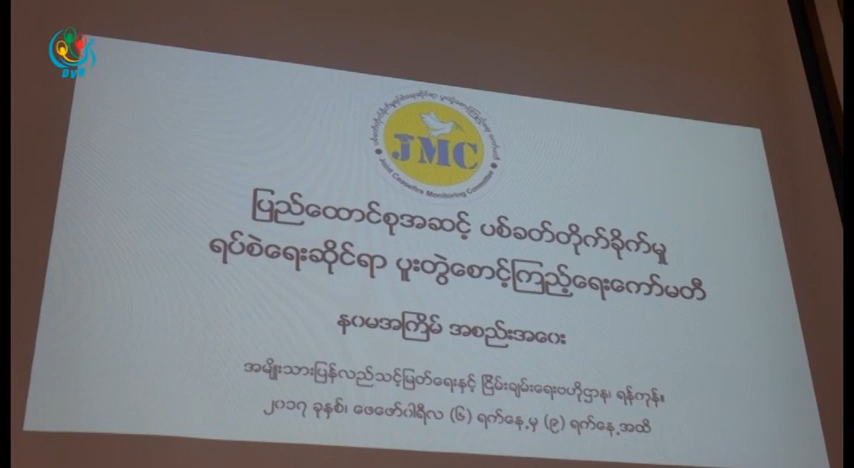 DVB
JMC
Joint Ceasefire Monitoring Committee
ပြည်ထောင်စုအဆင့် ပစ်ခတ်တိုက်ခိုက်မှု
ရပ်စဲရေးဆိုင်ရာ ပူးတွဲစောင့်ကြည့်ရေးကော်မတီ
နဝမအကြိမ် အစည်းအဝေး
အမျိုးသားပြန်လည်သင့်မြတ်ရေးနှင့် ငြိမ်းချမ်းရေးဗဟိုဌာန၊ ရန်ကုန်။
၂၀၁၇ ခုနှစ်၊ ဖေဖော်ဝါရီလ (၆) ရက်နေ့မှ (၉) ရက်နေ့အထိ